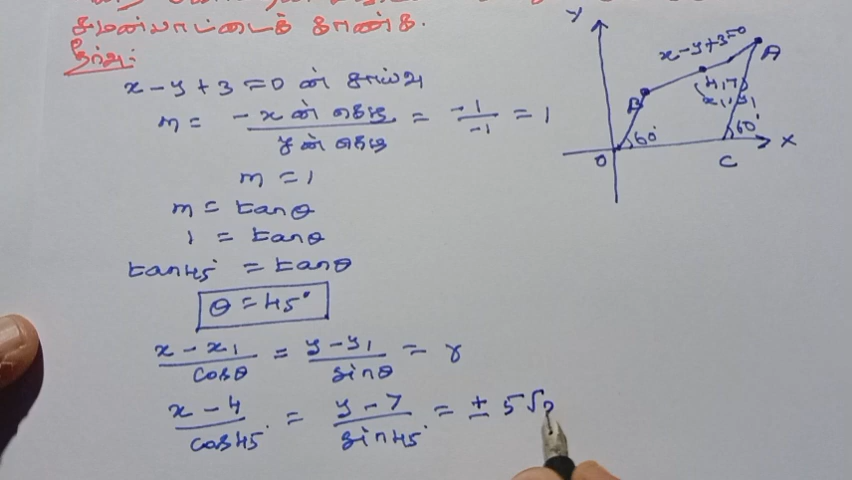 சமன்பாட்டைக் காண்க.
தீர்வு:
x - y + 3 = 0 ன் சாய்வு
m = - x ன் கெழு / y ன் கெழு = -1 / -1 = 1
m = 1
m = tanθ
1 = tanθ
tan45° = tanθ
θ = 45°
x - x₁ / cosθ = y - y₁ / sinθ = r
x - 4 / cos45° = y - 7 / sin45° = ± 5√2
y
x - y + 3 = 0
A
(4, 7)
x₁, y₁
B
60°
60°
O
C
x